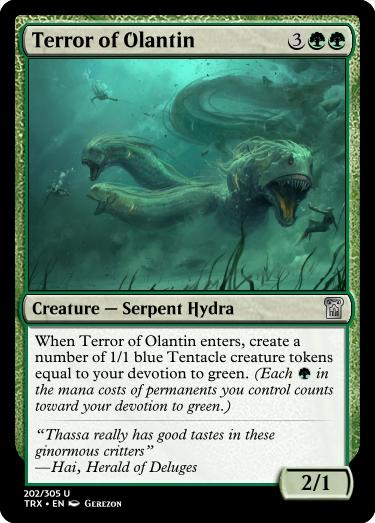 Terror of Olantin 3
Creature — Serpent Hydra
When Terror of Olantin enters, create a
number of 1/1 blue Tentacle creature tokens
equal to your devotion to green. (Each in
the mana costs of permanents you control counts
toward your devotion to green.)
“Thassa really has good tastes in these
ginormous critters”
—Hai, Herald of Deluges
2/1
202/305 U
TRX • EN Gerezon